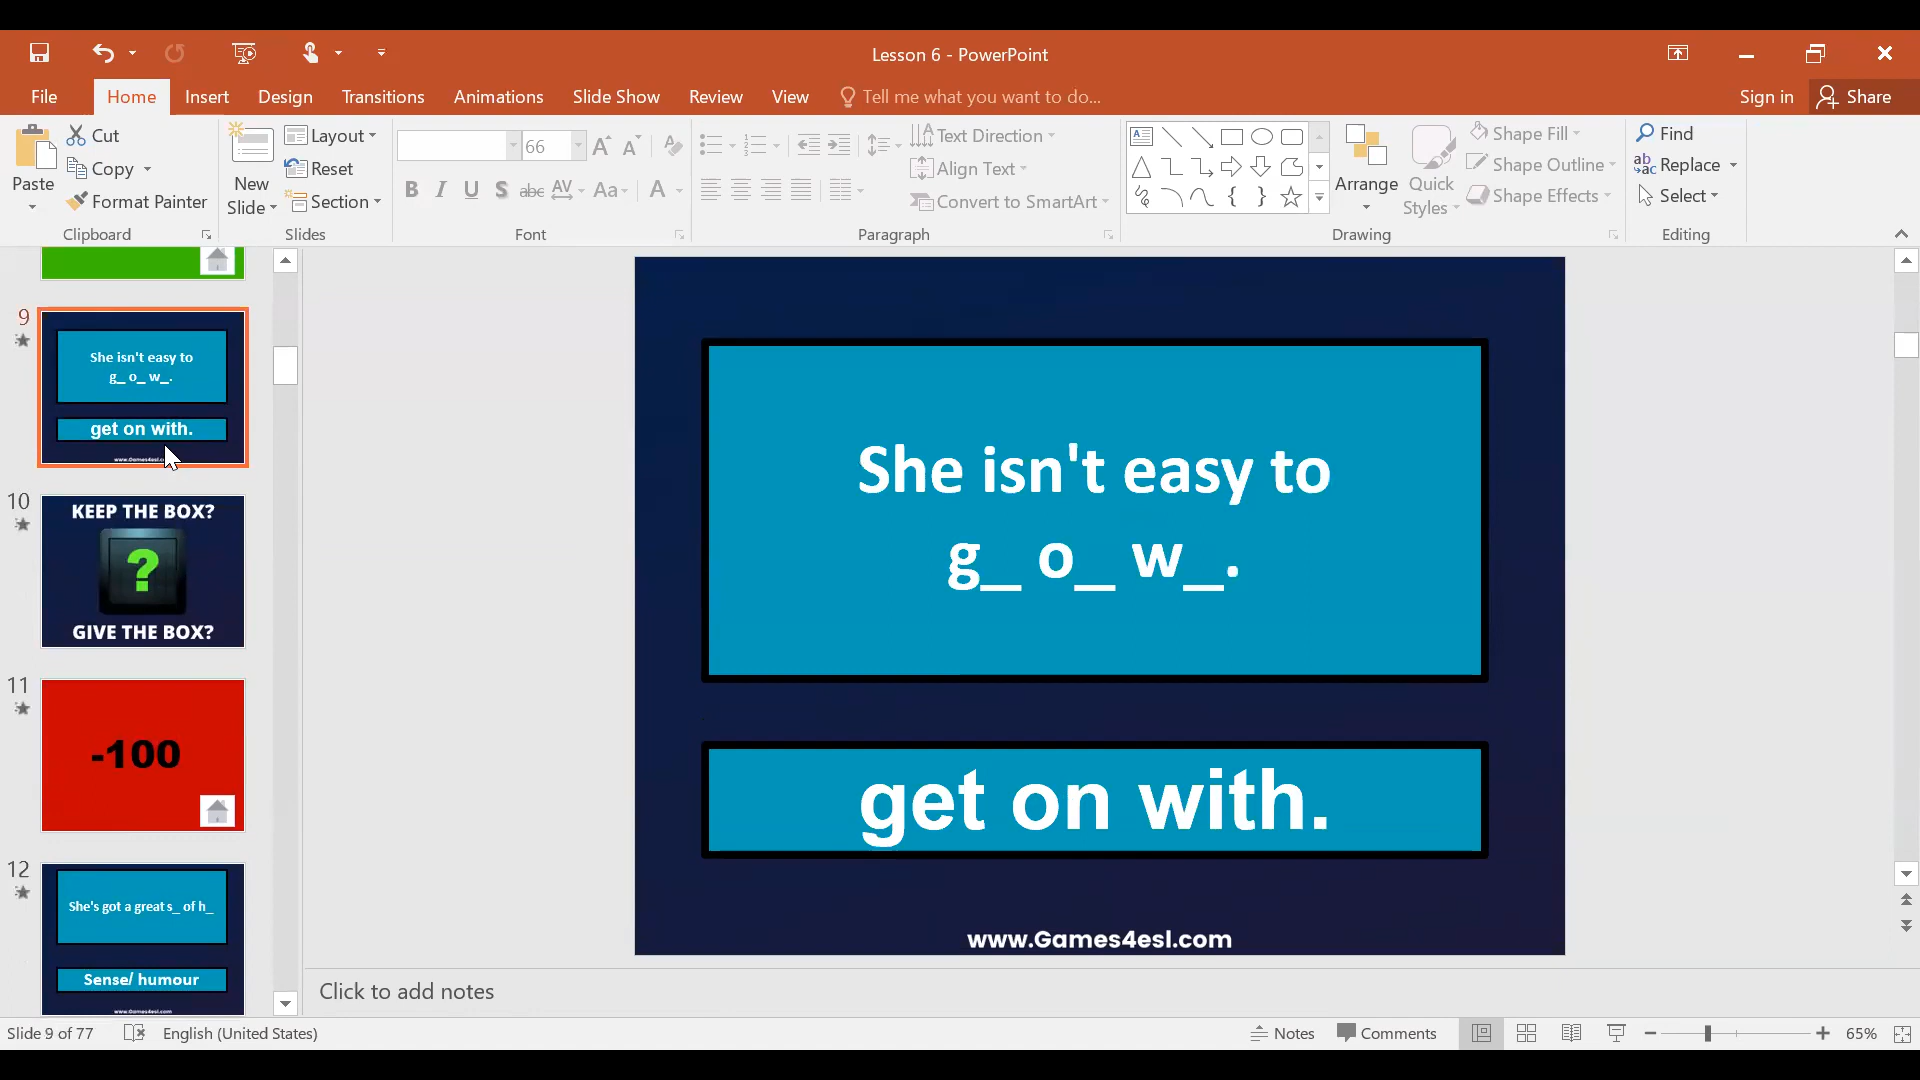 Lesson 6 - PowerPoint
File Home Insert Design Transitions Animations Slide Show Review View Tell me what you want to do... Sign in Share
Paste
Cut
Copy
Format Painter
Clipboard
New
Slide
Layout
Reset
Section
Slides
66
B I U S abc AV Aa A
Font
Text Direction
Align Text
Convert to SmartArt
Paragraph
Arrange
Quick
Styles
Shape Fill
Shape Outline
Shape Effects
Drawing
Find
Replace
Select
Editing
9
She isn't easy to
g_ o_ w_.
get on with.
10
KEEP THE BOX?
?
GIVE THE BOX?
11
-100
12
She's got a great s_ of h_
Sense/ humour
www.Games4esl.com
She isn't easy to
g_ o_ w_.
get on with.
www.Games4esl.com
Click to add notes
Slide 9 of 77 English (United States) Notes Comments 65%